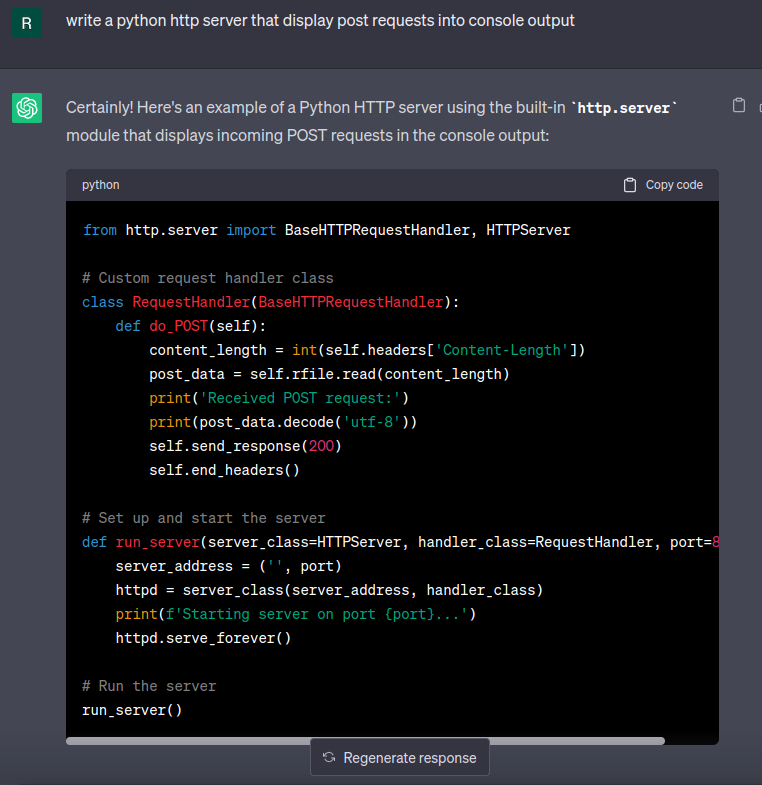 R
write a python http server that display post requests into console output
Certainly! Here's an example of a Python HTTP server using the built-in `http.server`
module that displays incoming POST requests in the console output:
python
Copy code
from http.server import BaseHTTPRequestHandler, HTTPServer
# Custom request handler class
class RequestHandler(BaseHTTPRequestHandler):
    def do_POST(self):
        content_length = int(self.headers['Content-Length'])
        post_data = self.rfile.read(content_length)
        print('Received POST request:')
        print(post_data.decode('utf-8'))
        self.send_response(200)
        self.end_headers()
# Set up and start the server
def run_server(server_class=HTTPServer, handler_class=RequestHandler, port=8
    server_address = ('', port)
    httpd = server_class(server_address, handler_class)
    print(f'Starting server on port {port}...')
    httpd.serve_forever()
# Run the server
run_server()
Regenerate response